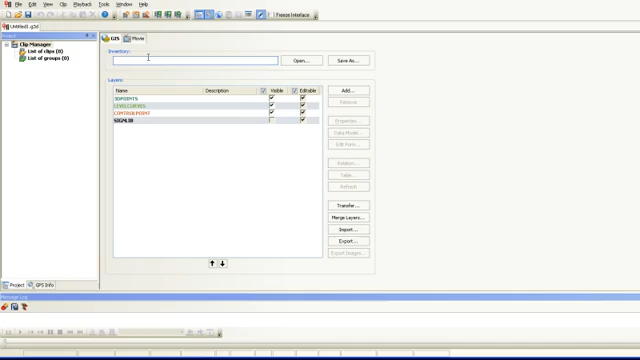 File Edit View Clip Playback Tools Window Help
Freeze Interface
Untitled1.g3d
Project
GIS Movie
Clip Manager
List of clips (0)
List of groups (0)
Inventory:
Open...
Save As...
Layers:
Name Description Visible Editable
3DPOINTS
LEVELCURVES
CONTROLPOINT
SIGNLIB
Add...
Remove
Properties...
Data Model...
Edit Form...
Relation...
Table...
Refresh
Transfer...
Merge Layers...
Import...
Export...
Export Images...
Project GPS Info
Message Log